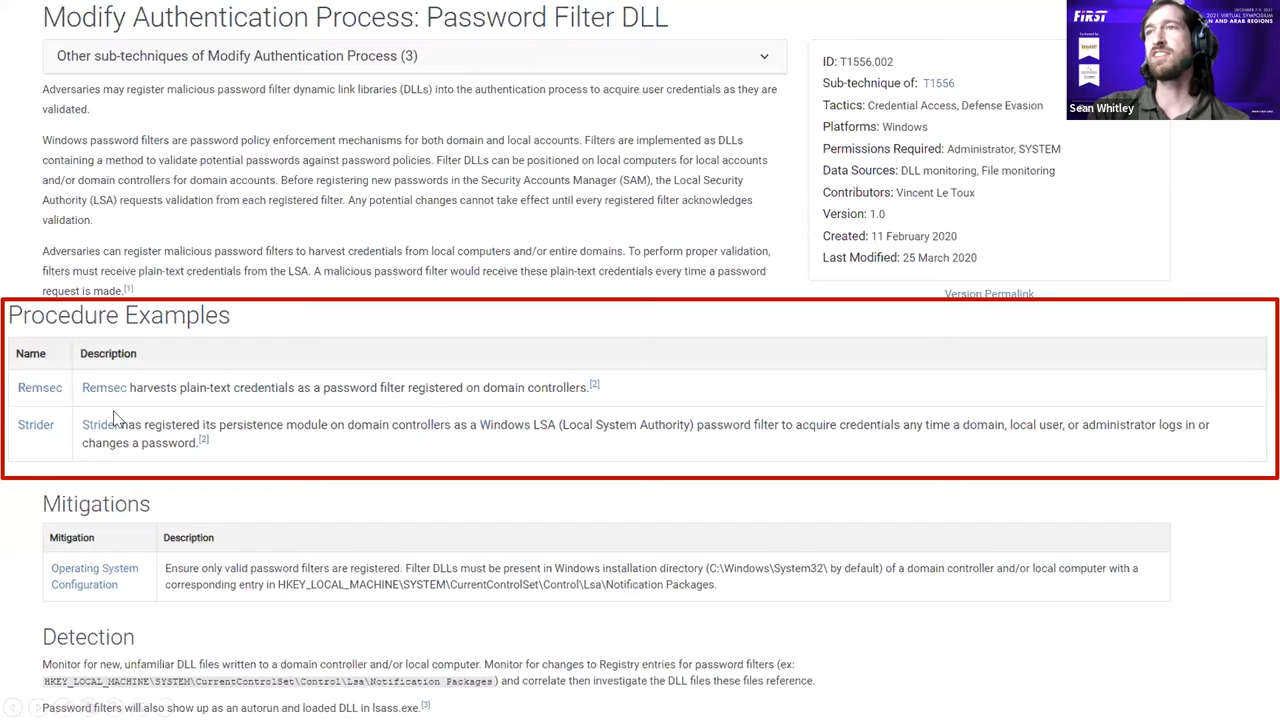 Modify Authentication Process: Password Filter DLL
Other sub-techniques of Modify Authentication Process (3)
Adversaries may register malicious password filter dynamic link libraries (DLLs) into the authentication process to acquire user credentials as they are
validated.
Windows password filters are password policy enforcement mechanisms for both domain and local accounts. Filters are implemented as DLLs
containing a method to validate potential passwords against password policies. Filter DLLs can be positioned on local computers for local accounts
and/or domain controllers for domain accounts. Before registering new passwords in the Security Accounts Manager (SAM), the Local Security
Authority (LSA) requests validation from each registered filter. Any potential changes cannot take effect until every registered filter acknowledges
validation.
Adversaries can register malicious password filters to harvest credentials from local computers and/or entire domains. To perform proper validation,
filters must receive plain-text credentials from the LSA. A malicious password filter would receive these plain-text credentials every time a password
request is made.[1]
ID: T1556.002
Sub-technique of: T1556
Tactics: Credential Access, Defense Evasion
Platforms: Windows
Permissions Required: Administrator, SYSTEM
Data Sources: DLL monitoring, File monitoring
Contributors: Vincent Le Toux
Version: 1.0
Created: 11 February 2020
Last Modified: 25 March 2020
Version Permalink
FIRST
DECEMBER 7-9, 2021
2021 VIRTUAL SYMPOSIUM
N AND ARAB REGIONS
Sean Whitley
Procedure Examples
Name Description
Remsec Remsec harvests plain-text credentials as a password filter registered on domain controllers.[2]
Strider Strider has registered its persistence module on domain controllers as a Windows LSA (Local System Authority) password filter to acquire credentials any time a domain, local user, or administrator logs in or
changes a password.[2]
Mitigations
Mitigation Description
Operating System
Configuration
Ensure only valid password filters are registered. Filter DLLs must be present in Windows installation directory (C:\Windows\System32\ by default) of a domain controller and/or local computer with a
corresponding entry in HKEY_LOCAL_MACHINE\SYSTEM\CurrentControlSet\Control\Lsa\Notification Packages.
Detection
Monitor for new, unfamiliar DLL files written to a domain controller and/or local computer. Monitor for changes to Registry entries for password filters (ex:
HKEY_LOCAL_MACHINE\SYSTEM\CurrentControlSet\Control\Lsa\Notification Packages) and correlate then investigate the DLL files these files reference.
Password filters will also show up as an autorun and loaded DLL in lsass.exe.[3]